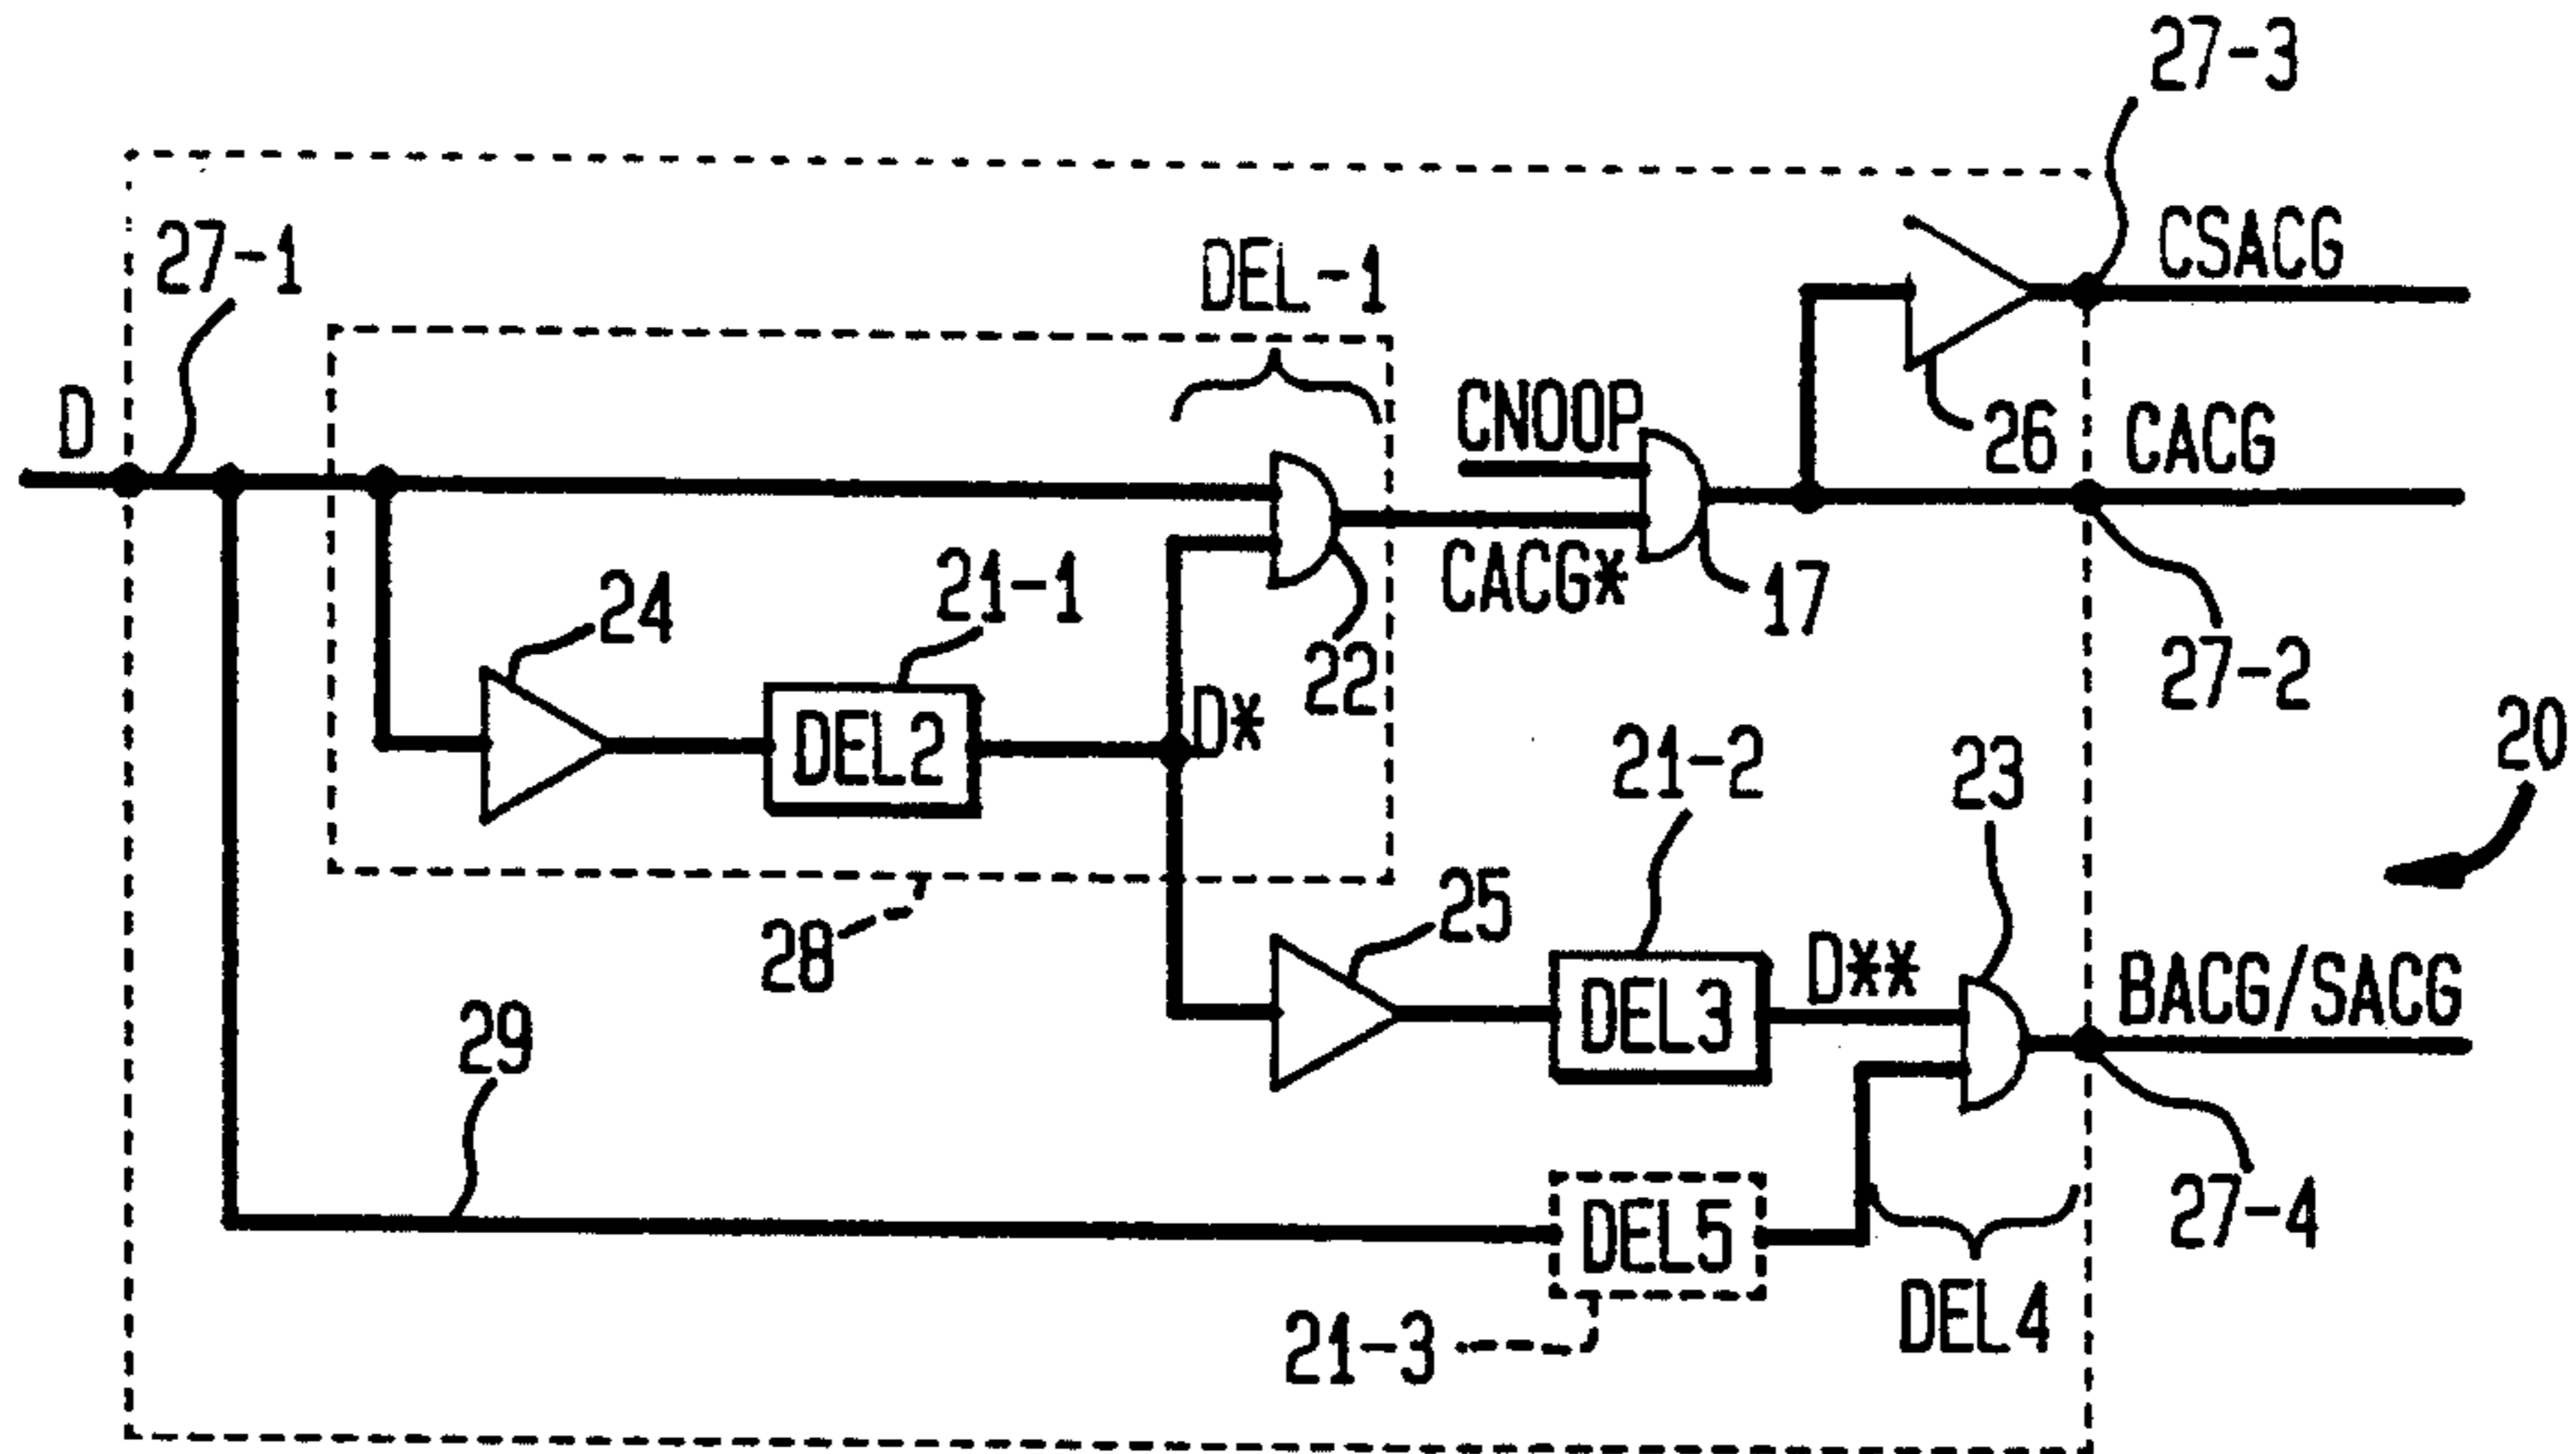 27-3
27-1
DEL-1
CSACG
D
CNOOP
26
CACG
24
21-1
22
CACG*
17
27-2
DEL2
D*
21-2
23
20
28
25
D**
DEL3
BACG/SACG
29
DEL5
27-4
21-3
DEL4